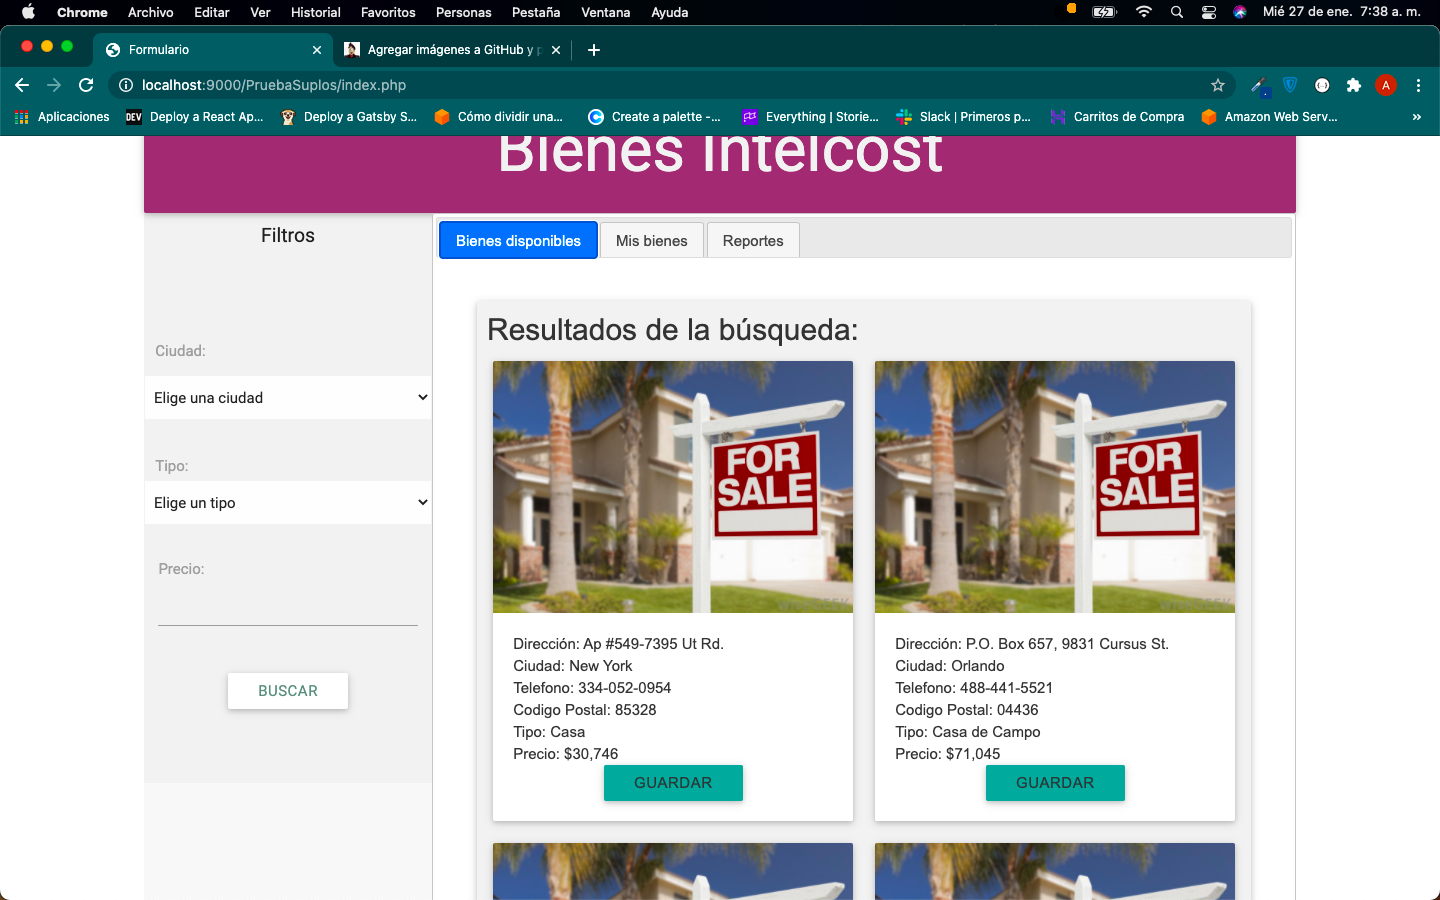 Chrome Archivo Editar Ver Historial Favoritos Personas Pestaña Ventana Ayuda Mié 27 de ene. 7:38 a. m.
Formulario Agregar imágenes a GitHub y p
localhost:9000/PruebaSuplos/index.php A
Aplicaciones DEV Deploy a React Ap... Deploy a Gatsby S... Cómo dividir una... Create a palette -... Everything | Storie... Slack | Primeros p... Carritos de Compra Amazon Web Serv... »
Bienes Intelcost
Filtros
Ciudad:
Elige una ciudad
Tipo:
Elige un tipo
Precio:
BUSCAR
Bienes disponibles Mis bienes Reportes
Resultados de la búsqueda:
FOR
SALE
Dirección: Ap #549-7395 Ut Rd.
Ciudad: New York
Telefono: 334-052-0954
Codigo Postal: 85328
Tipo: Casa
Precio: $30,746
GUARDAR
FOR
SALE
Dirección: P.O. Box 657, 9831 Cursus St.
Ciudad: Orlando
Telefono: 488-441-5521
Codigo Postal: 04436
Tipo: Casa de Campo
Precio: $71,045
GUARDAR